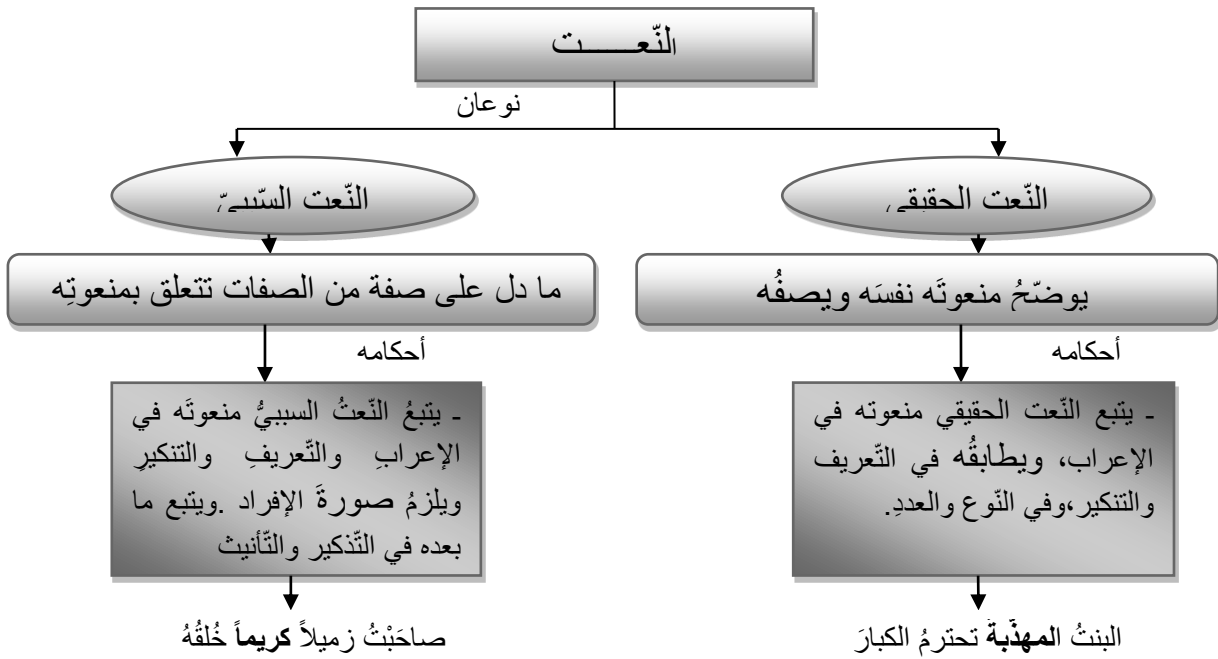 النّعـــــــت
نوعان
النّعت الحقيقي
النّعت السّببيّ
يوضّحُ منعوتَه نفسَه ويصفُه
ما دل على صفة من الصفات تتعلق بمنعوتِه
أحكامه
أحكامه
ـ يتبع النّعت الحقيقي منعوته في
الإعراب، ويطابقُه في التّعريف
والتنكير،وفي النّوع والعددِ.
ـ يتبعُ النّعتُ السببيُّ منعوتَه في
الإعرابِ والتّعريفِ والتنكيرِ
ويلزمُ صورةَ الإفراد .ويتبع ما
بعده في التّذكير والتّأنيث
البنتُ المهذّبةُ تحترمُ الكبارَ
صاحَبْتُ زميلاً كريماً خُلقُهُ